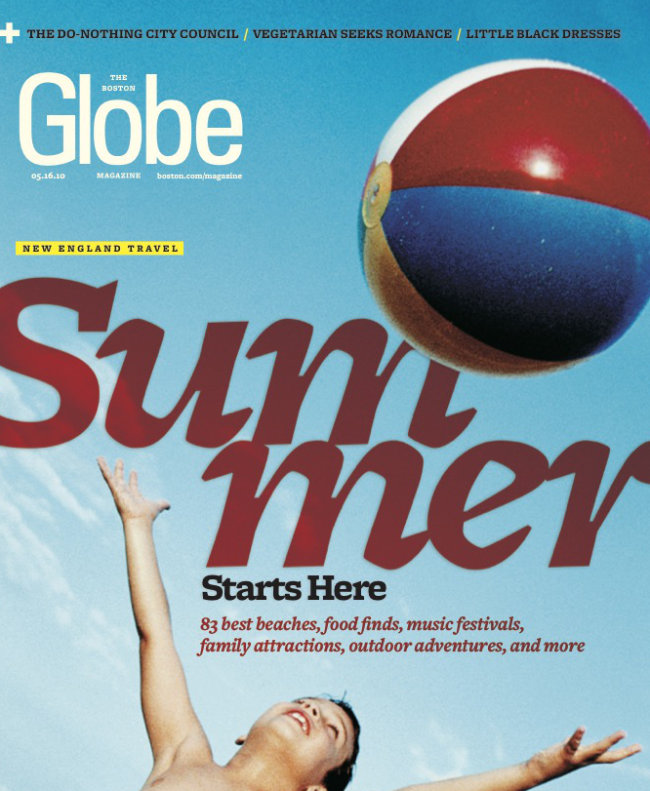 + THE DO-NOTHING CITY COUNCIL / VEGETARIAN SEEKS ROMANCE / LITTLE BLACK DRESSES
THE
BOSTON
Globe
05.16.10 MAGAZINE boston.com/magazine
NEW ENGLAND TRAVEL
Sum
mer
Starts Here
83 best beaches, food finds, music festivals,
family attractions, outdoor adventures, and more